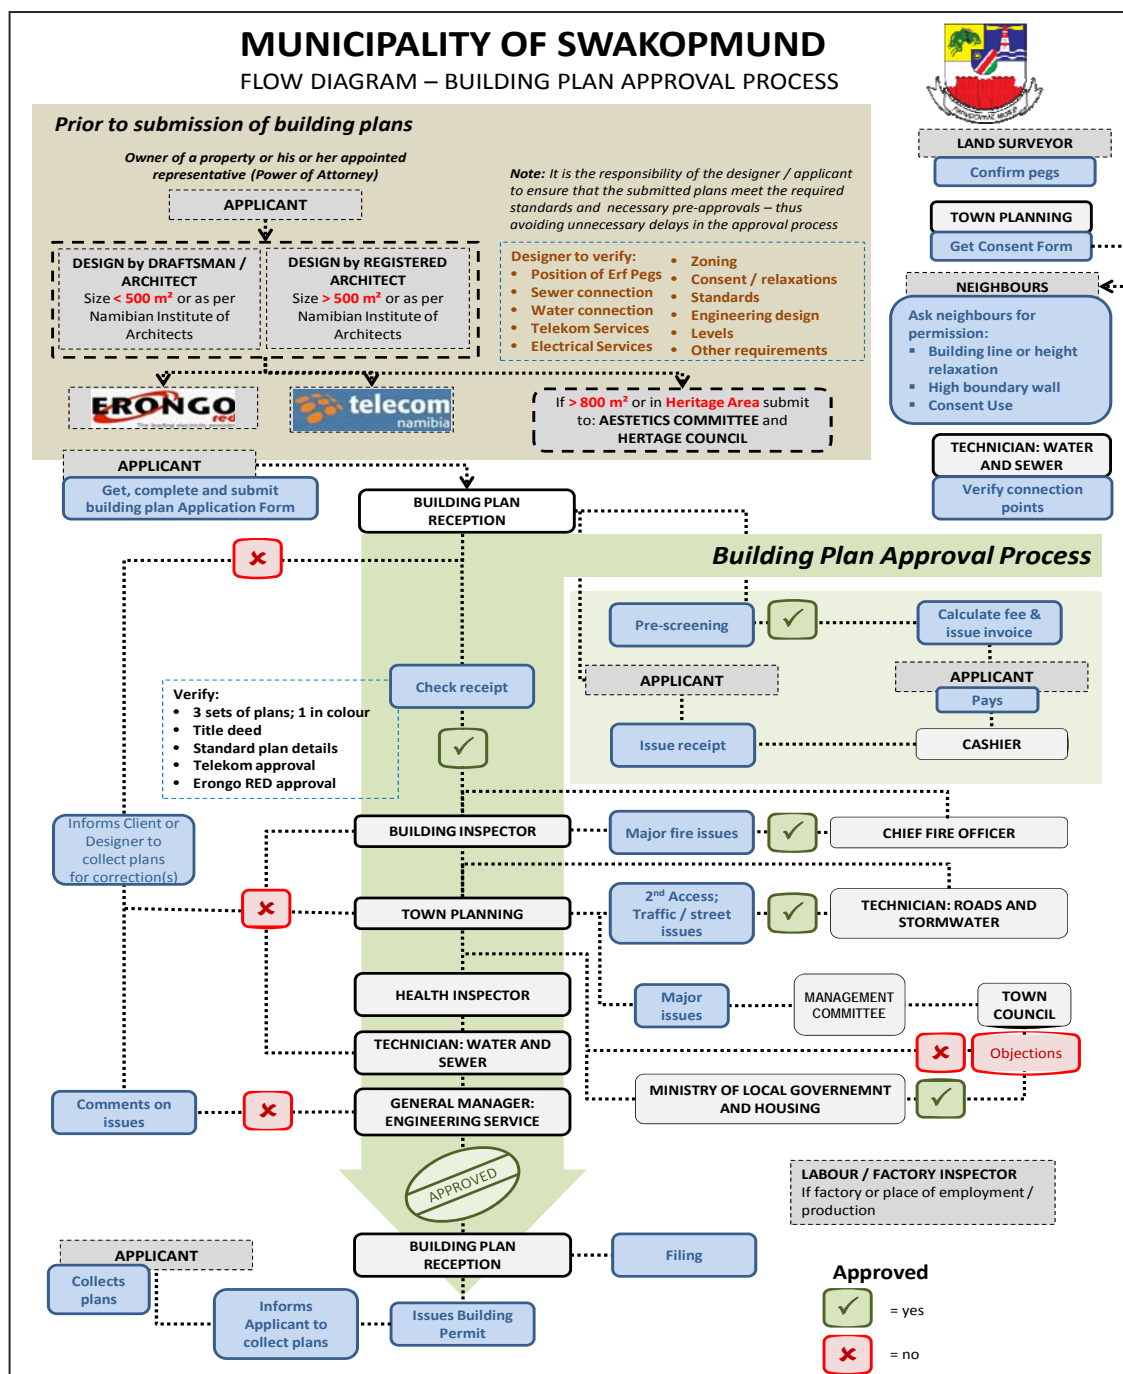 MUNICIPALITY OF SWAKOPMUND
FLOW DIAGRAM – BUILDING PLAN APPROVAL PROCESS
Prior to submission of building plans
Owner of a property or his or her appointed
representative (Power of Attorney)
APPLICANT
DESIGN by DRAFTSMAN /
ARCHITECT
Size < 500 m² or as per
Namibian Institute of
Architects
DESIGN by REGISTERED
ARCHITECT
Size > 500 m² or as per
Namibian Institute of
Architects
Note: It is the responsibility of the designer / applicant
to ensure that the submitted plans meet the required
standards and necessary pre-approvals – thus
avoiding unnecessary delays in the approval process
Designer to verify:
• Position of Erf Pegs
• Sewer connection
• Water connection
• Telekom Services
• Electrical Services
• Zoning
• Consent / relaxations
• Standards
• Engineering design
• Levels
• Other requirements
ERONGO
red
telecom
namibia
If > 800 m² or in Heritage Area submit
to: AESTETICS COMMITTEE and
HERTAGE COUNCIL
LAND SURVEYOR
Confirm pegs
TOWN PLANNING
Get Consent Form
NEIGHBOURS
Ask neighbours for
permission:
▪ Building line or height
relaxation
▪ High boundary wall
▪ Consent Use
TECHNICIAN: WATER
AND SEWER
Verify connection
points
APPLICANT
Get, complete and submit
building plan Application Form
BUILDING PLAN
RECEPTION
Building Plan Approval Process
Pre-screening
Calculate fee &
issue invoice
APPLICANT
APPLICANT
Pays
Issue receipt
CASHIER
Check receipt
Verify:
• 3 sets of plans; 1 in colour
• Title deed
• Standard plan details
• Telekom approval
• Erongo RED approval
Informs Client or
Designer to
collect plans
for correction(s)
BUILDING INSPECTOR
Major fire issues
CHIEF FIRE OFFICER
TOWN PLANNING
2nd Access;
Traffic / street
issues
TECHNICIAN: ROADS AND
STORMWATER
HEALTH INSPECTOR
Major
issues
MANAGEMENT
COMMITTEE
TOWN
COUNCIL
TECHNICIAN: WATER AND
SEWER
Objections
MINISTRY OF LOCAL GOVERNEMNT
AND HOUSING
Comments on
issues
GENERAL MANAGER:
ENGINEERING SERVICE
APPROVED
LABOUR / FACTORY INSPECTOR
If factory or place of employment /
production
APPLICANT
Collects
plans
BUILDING PLAN
RECEPTION
Filing
Informs
Applicant to
collect plans
Issues Building
Permit
Approved
= yes
= no